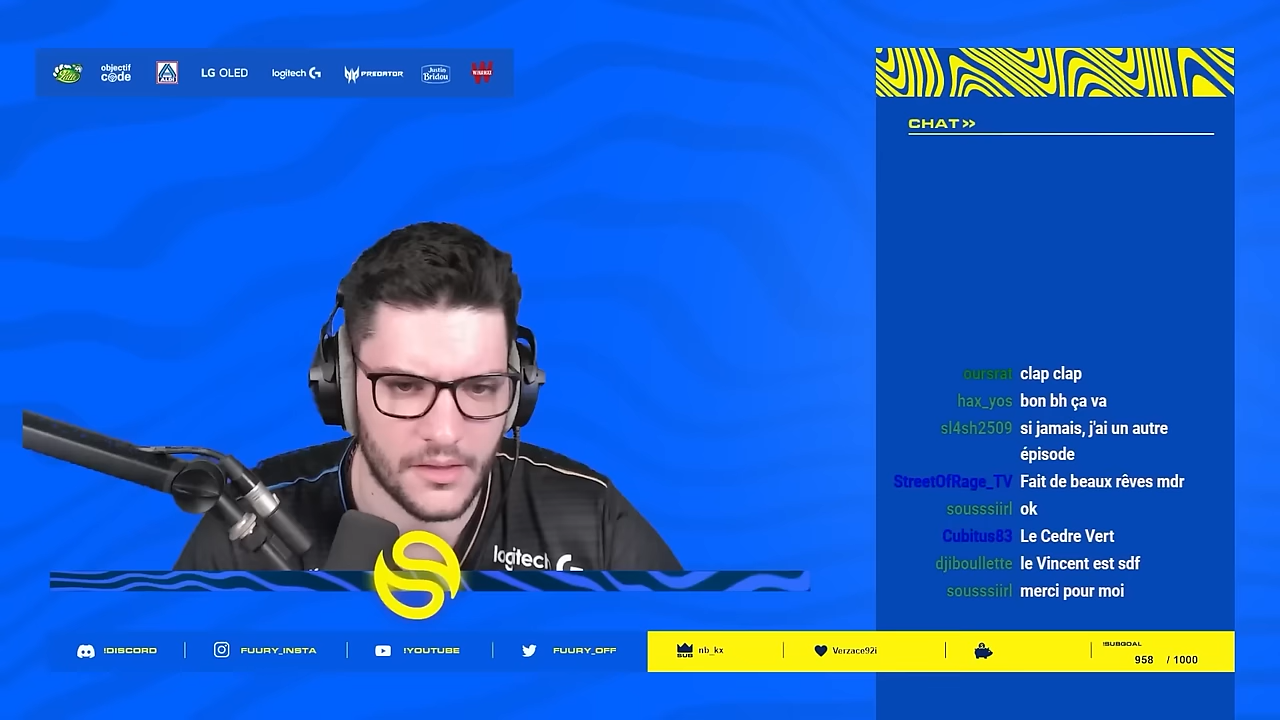 objectif
code
ALDI
LG OLED
logitech G
PREDATOR
Justin
Bridou
CHAT
oursrat clap clap
hax_yos bon bh ça va
sl4sh2509 si jamais, j'ai un autre
épisode
StreetOfRage_TV Fait de beaux rêves mdr
sousssiirl ok
Cubitus83 Le Cedre Vert
djiboullette le Vincent est sdf
sousssiirl merci pour moi
logitech
!DISCORD
FUURY_INSTA
!YOUTUBE
FUURY_OFF
SUB
nb_kx
Verzace92i
!SUBGOAL
958 / 1000